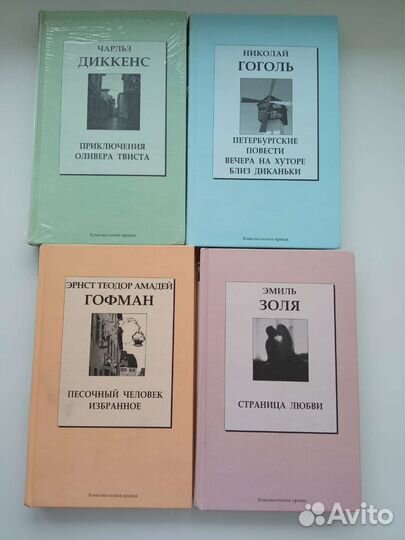 ЧАРЛЬЗ
ДИККЕНС
ПРИКЛЮЧЕНИЯ
ОЛИВЕРА ТВИСТА
Комсомольская правда
НИКОЛАЙ
ГОГОЛЬ
ПЕТЕРБУРГСКИЕ
ПОВЕСТИ
ВЕЧЕРА НА ХУТОРЕ
БЛИЗ ДИКАНЬКИ
Комсомольская правда
ЭРНСТ ТЕОДОР АМАДЕЙ
ГОФМАН
ПЕСОЧНЫЙ ЧЕЛОВЕК
ИЗБРАННОЕ
Комсомольская правда
ЭМИЛЬ
ЗОЛЯ
СТРАНИЦА ЛЮБВИ
Комсомольская правда
Avito